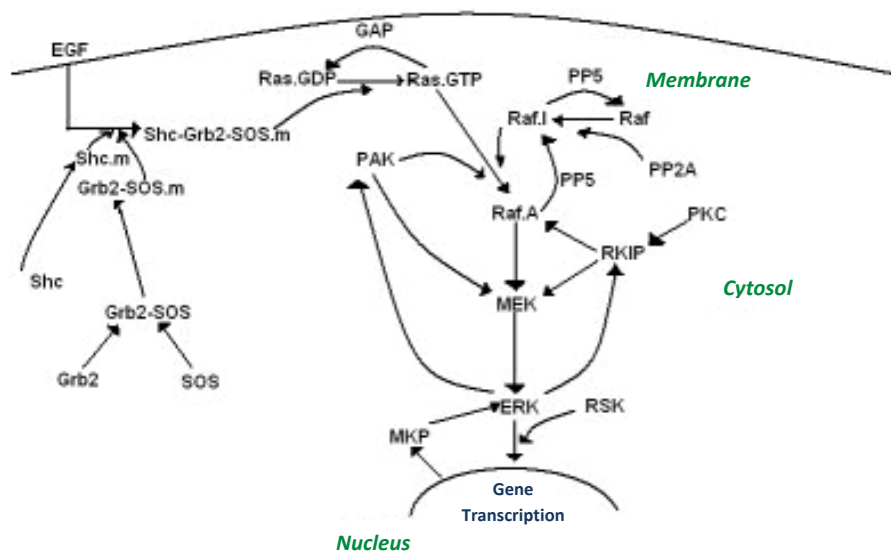 GAP
EGF
Ras.GDP
Ras.GTP
PP5
Membrane
Raf.I
Raf
Shc-Grb2-SOS.m
Shc.m
PAK
PP2A
Grb2-SOS.m
PP5
Raf.A
PKC
RKIP
Shc
Cytosol
MEK
Grb2-SOS
Grb2
SOS
ERK
RSK
MKP
Gene
Transcription
Nucleus